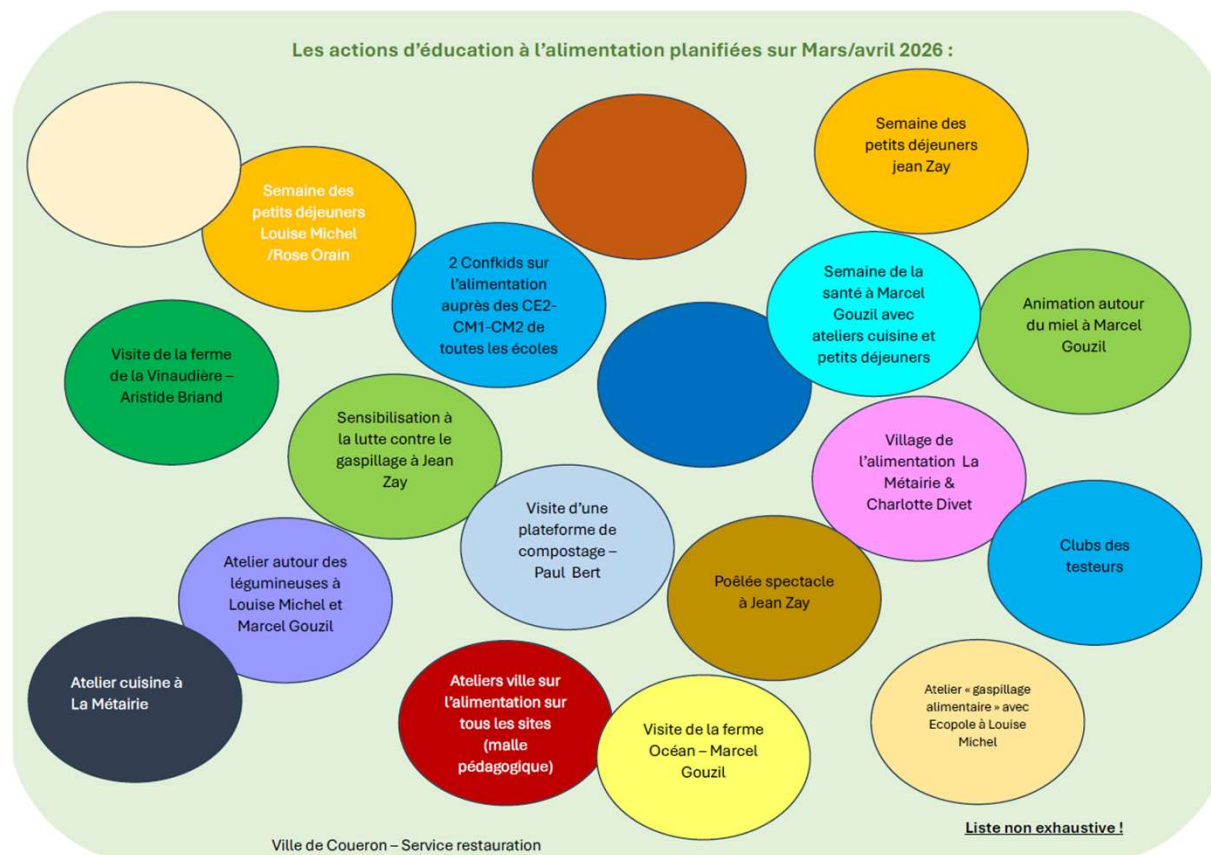 Les actions d’éducation à l’alimentation planifiées sur Mars/avril 2026 :
Semaine des
petits déjeuners
jean Zay
Semaine des
petits déjeuners
Louise Michel
/Rose Orain
2 Confkids sur
l’alimentation
auprès des CE2-
CM1-CM2 de
toutes les écoles
Semaine de la
santé à Marcel
Gouzil avec
ateliers cuisine et
petits déjeuners
Animation autour
du miel à Marcel
Gouzil
Visite de la ferme
de la Vinaudière –
Aristide Briand
Sensibilisation à
la lutte contre le
gaspillage à Jean
Zay
Village de
l’alimentation La
Métairie &
Charlotte Divet
Visite d’une
plateforme de
compostage –
Paul Bert
Clubs des
testeurs
Atelier autour des
légumineuses à
Louise Michel et
Marcel Gouzil
Poêlée spectacle
à Jean Zay
Atelier cuisine à
La Métairie
Ateliers ville sur
l’alimentation sur
tous les sites
(malle
pédagogique)
Visite de la ferme
Océan – Marcel
Gouzil
Atelier « gaspillage
alimentaire » avec
Ecopole à Louise
Michel
Liste non exhaustive !
Ville de Coueron – Service restauration